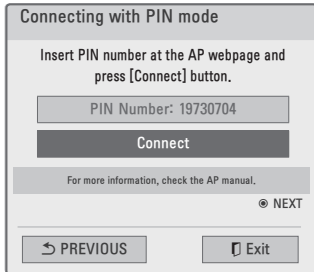 Connecting with PIN mode
Insert PIN number at the AP webpage and
press [Connect] button.
PIN Number: 19730704
Connect
For more information, check the AP manual.
◉ NEXT
PREVIOUS
Exit